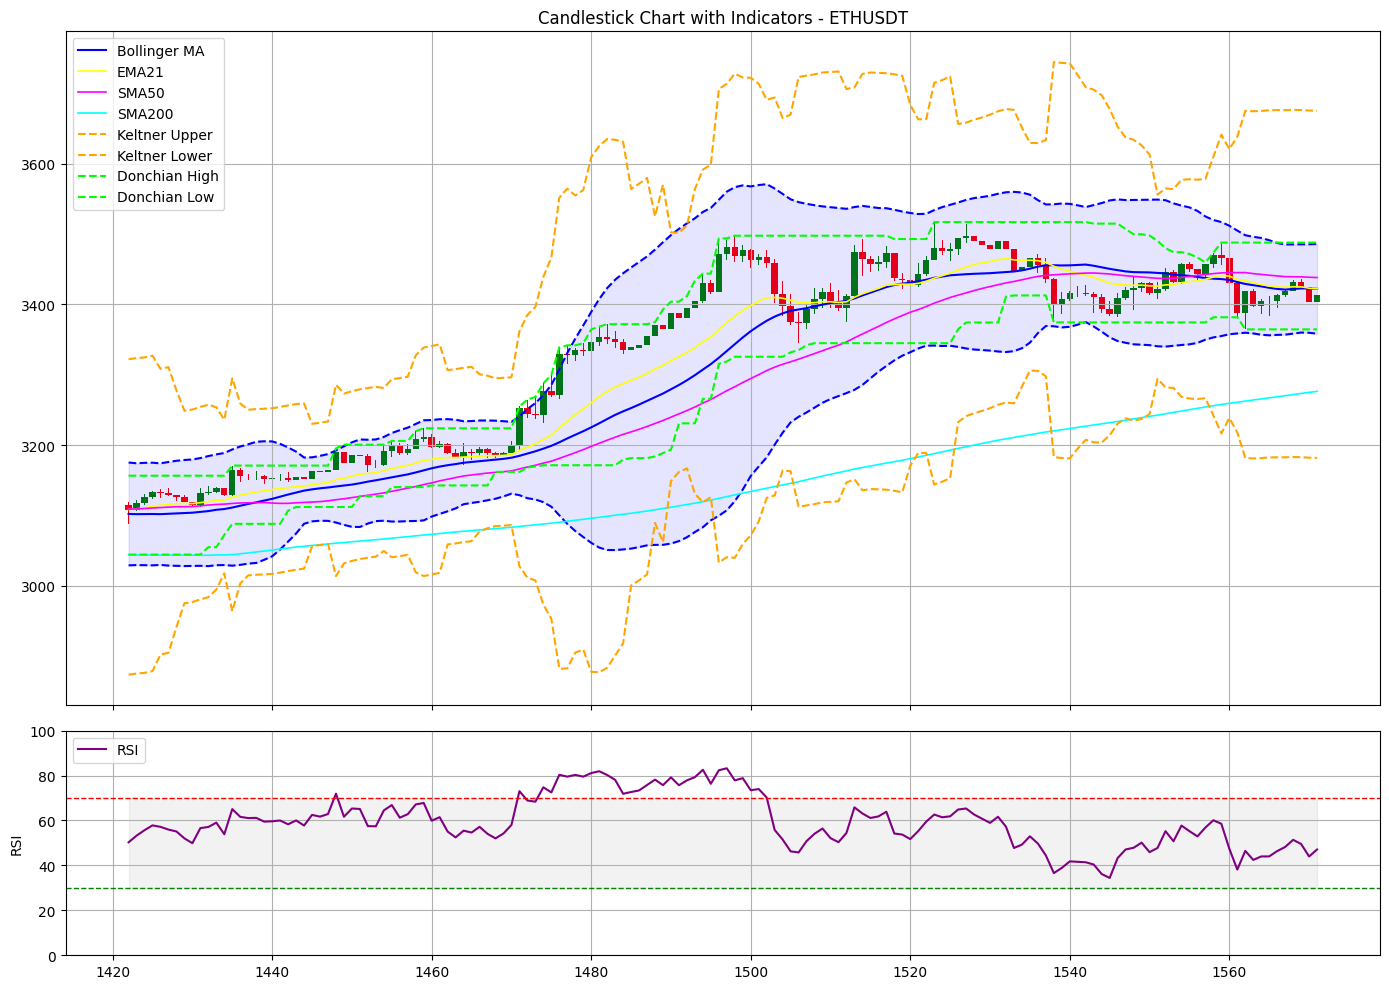 Candlestick Chart with Indicators - ETHUSDT
Bollinger MA
EMA21
SMA50
SMA200
Keltner Upper
Keltner Lower
Donchian High
Donchian Low
3600
3400
3200
3000
RSI
100
80
60
40
20
0
RSI
1420
1440
1460
1480
1500
1520
1540
1560